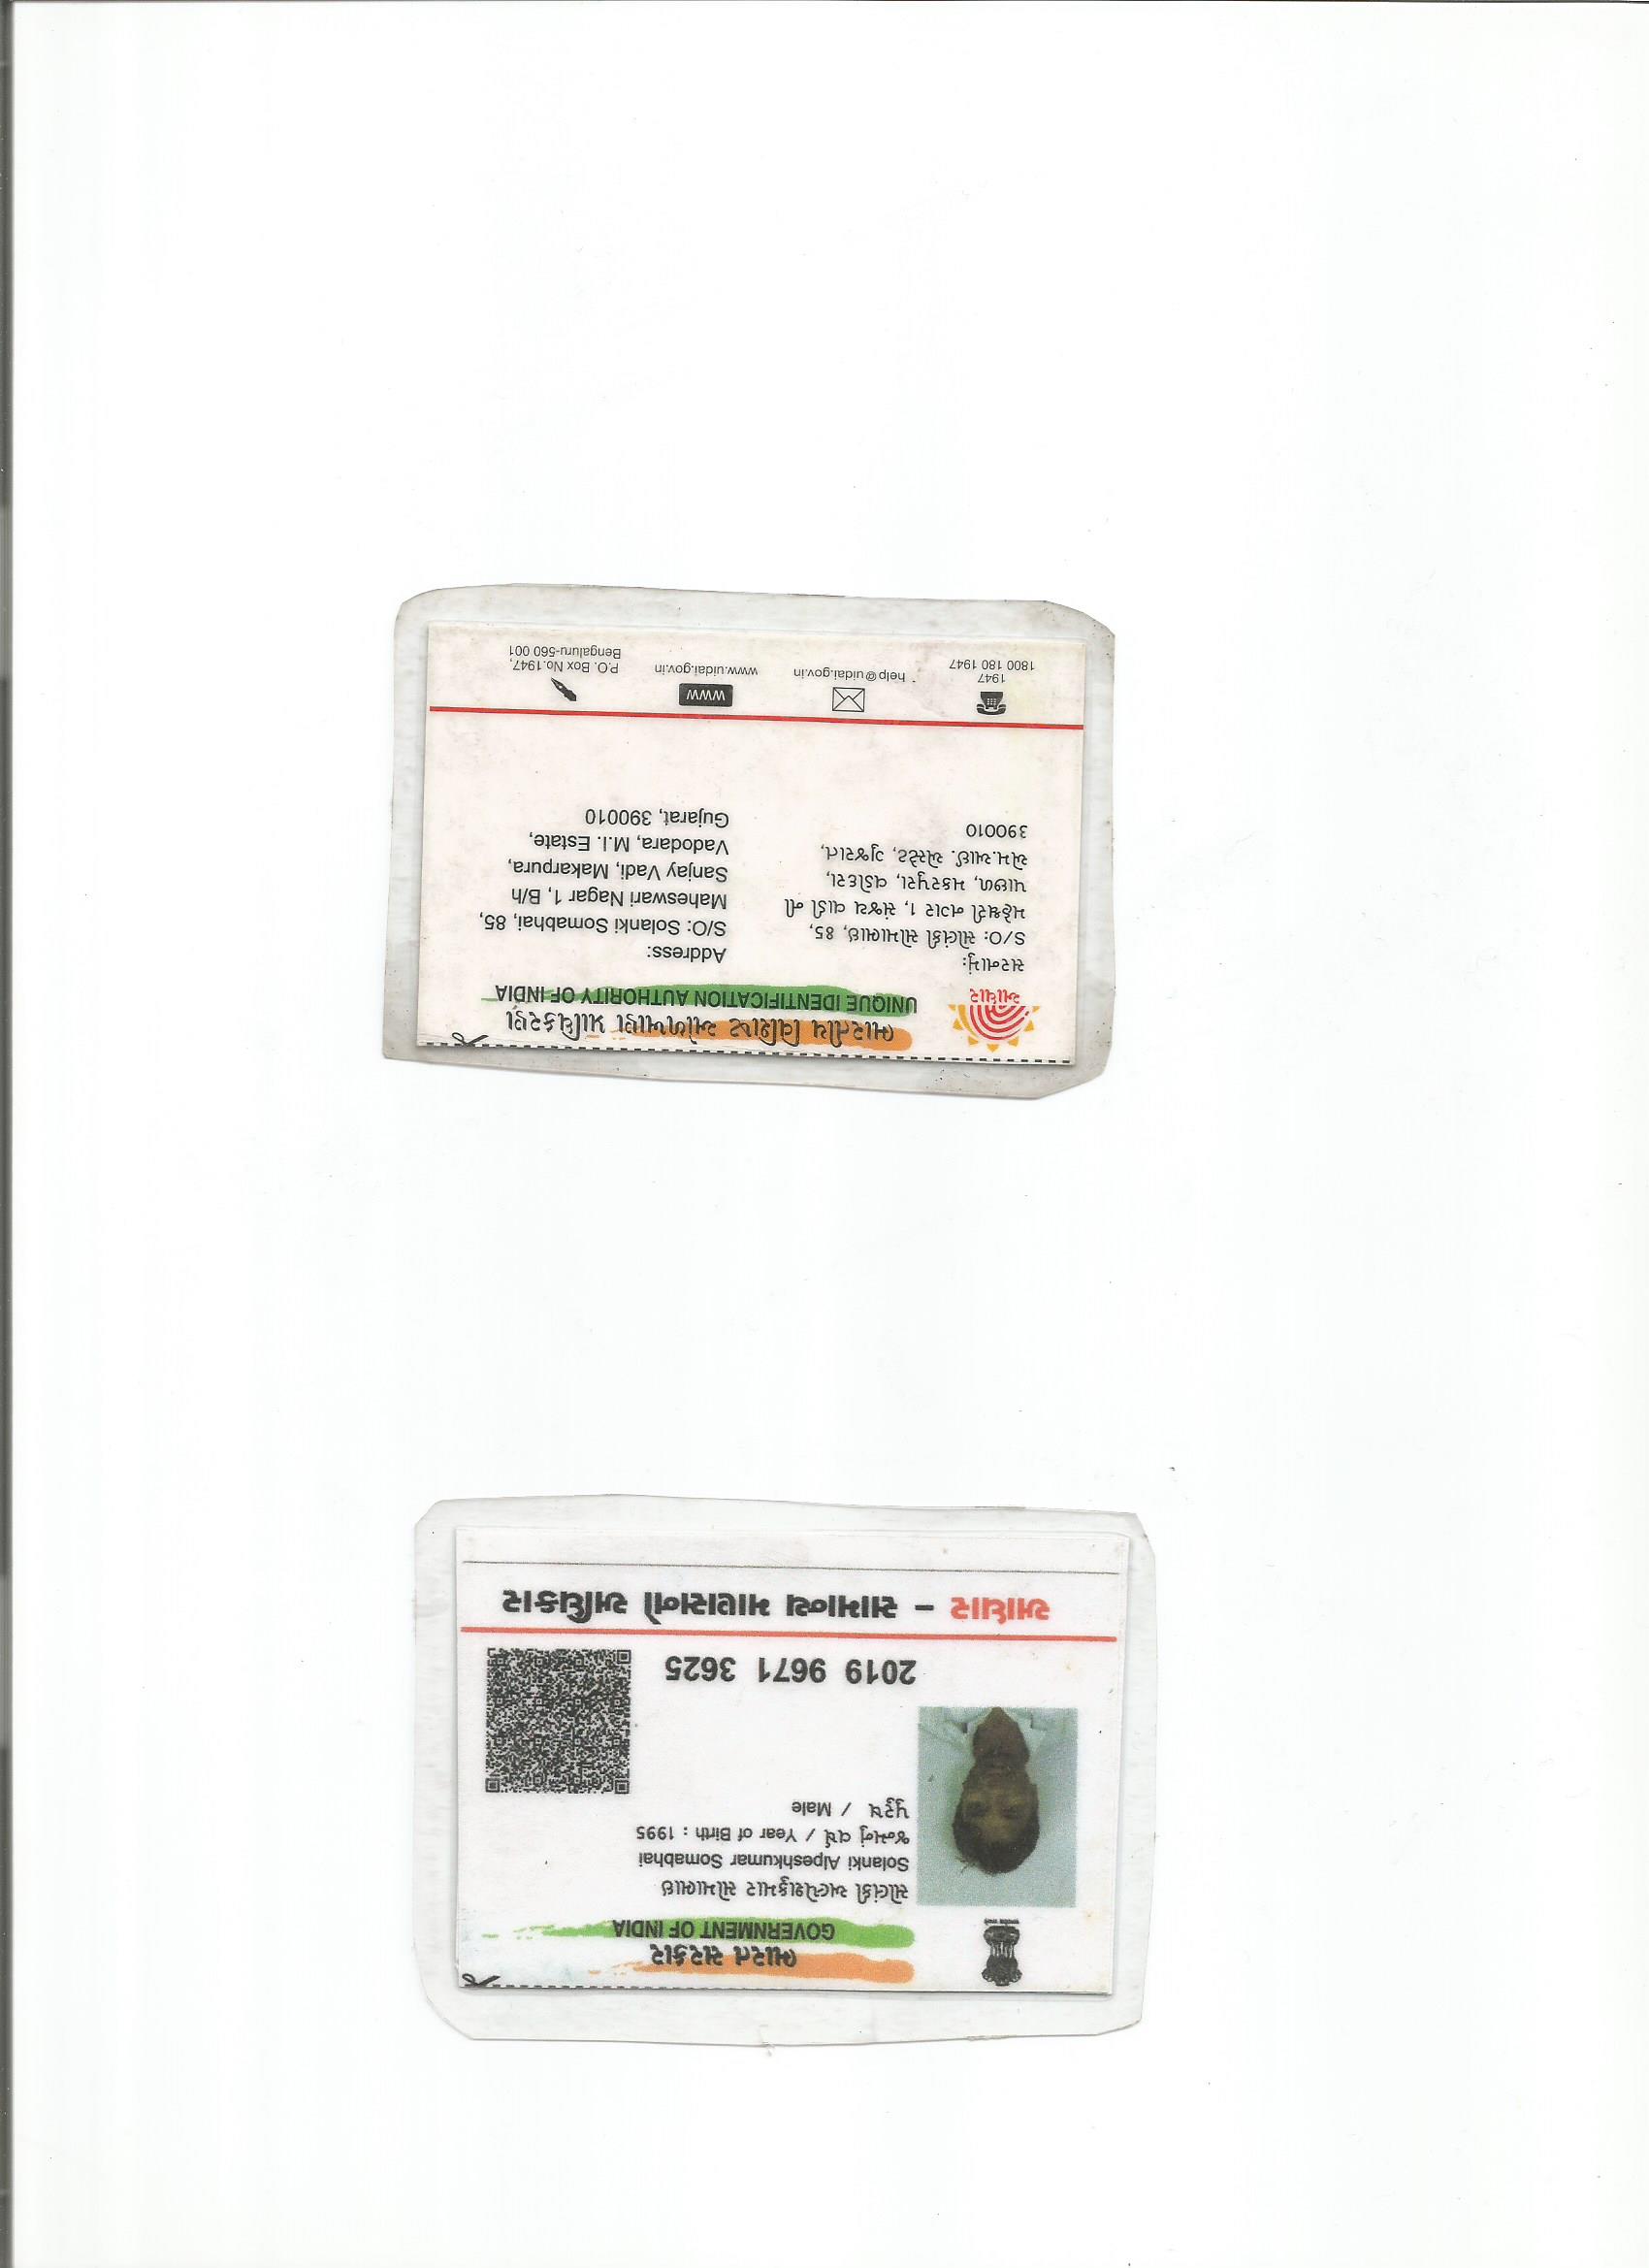 ભારત સરકાર
GOVERNMENT OF INDIA
સોલંકી અલ્પેશકુમાર સોમાભાઇ
Solanki Alpeshkumar Somabhai
જન્મનું વર્ષ / Year of Birth : 1995
પુરુષ / Male
2019 9671 3625
આધાર – સામાન્ય માણસનો અધિકાર
ભારતીય વિશિષ્ટ ઓળખાણ પ્રાધિકરણ
UNIQUE IDENTIFICATION AUTHORITY OF INDIA
આધાર
સરનામું:
S/O: સોલંકી સોમાભાઇ, 85,
મહેશ્વરી નગર 1, સંજય વાડી ની
પાછળ, મકરપુરા, વડોદરા,
એમ.આઈ. એસ્ટેટ, ગુજરાત,
390010
Address:
S/O: Solanki Somabhai, 85,
Maheswari Nagar 1, B/h
Sanjay Vadi, Makarpura,
Vadodara, M.I. Estate,
Gujarat, 390010
1947
1800 180 1947
help@uidai.gov.in
WWW
www.uidai.gov.in
P.O. Box No.1947,
Bengaluru-560 001